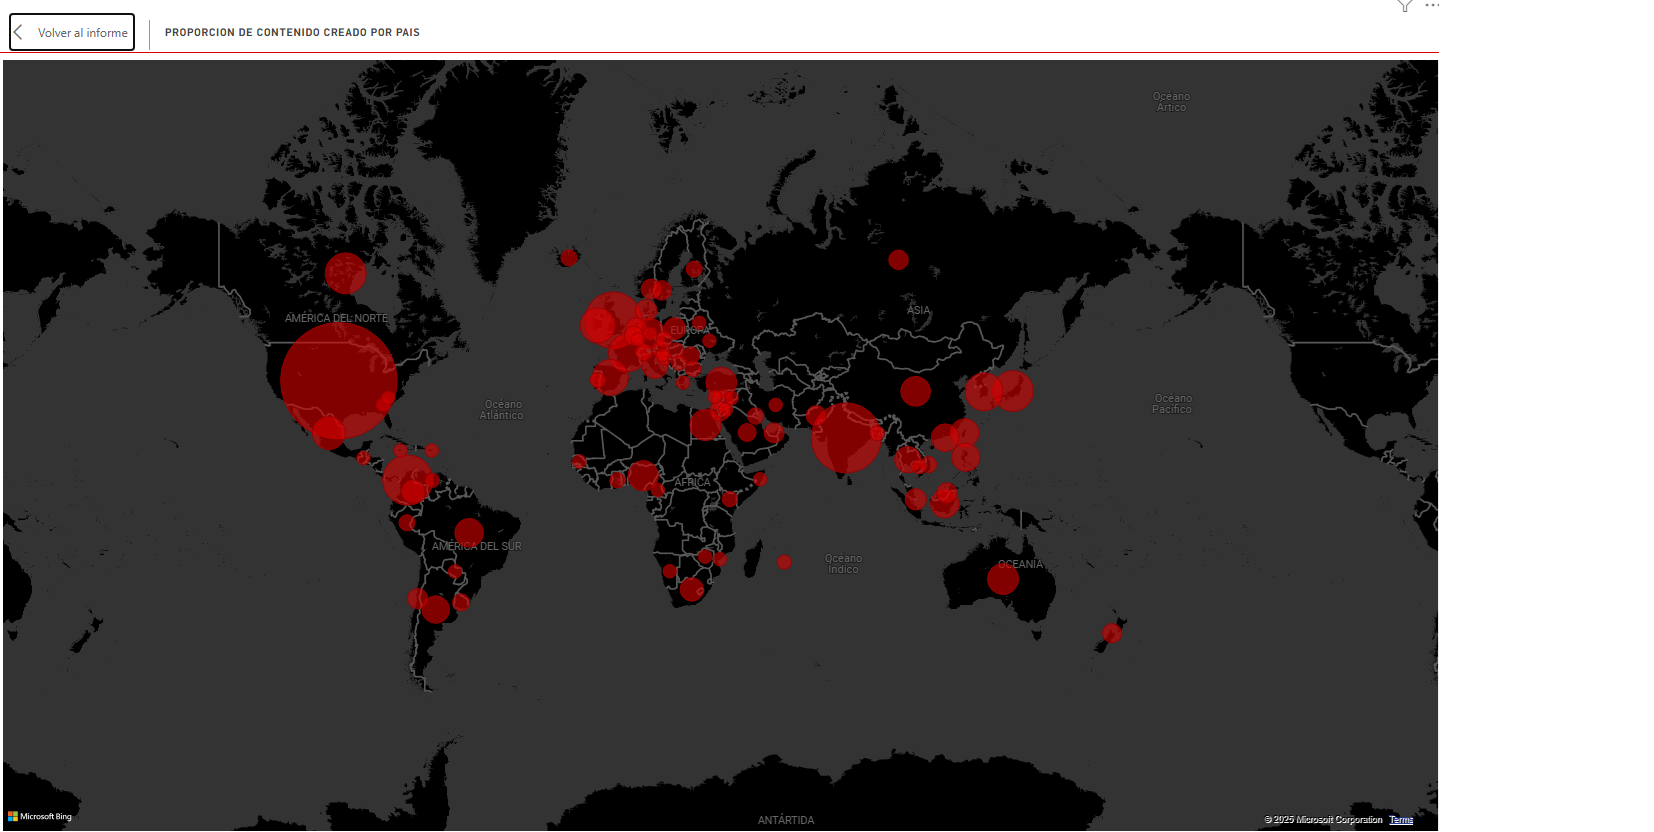 Volver al informe
PROPORCION DE CONTENIDO CREADO POR PAIS
Océano
Ártico
AMÉRICA DEL NORTE
ASIA
EUROPA
Océano
Atlántico
Océano
Pacífico
ÁFRICA
AMÉRICA DEL SUR
Océano
Índico
OCEANÍA
ANTÁRTIDA
Microsoft Bing
© 2025 Microsoft Corporation Terms